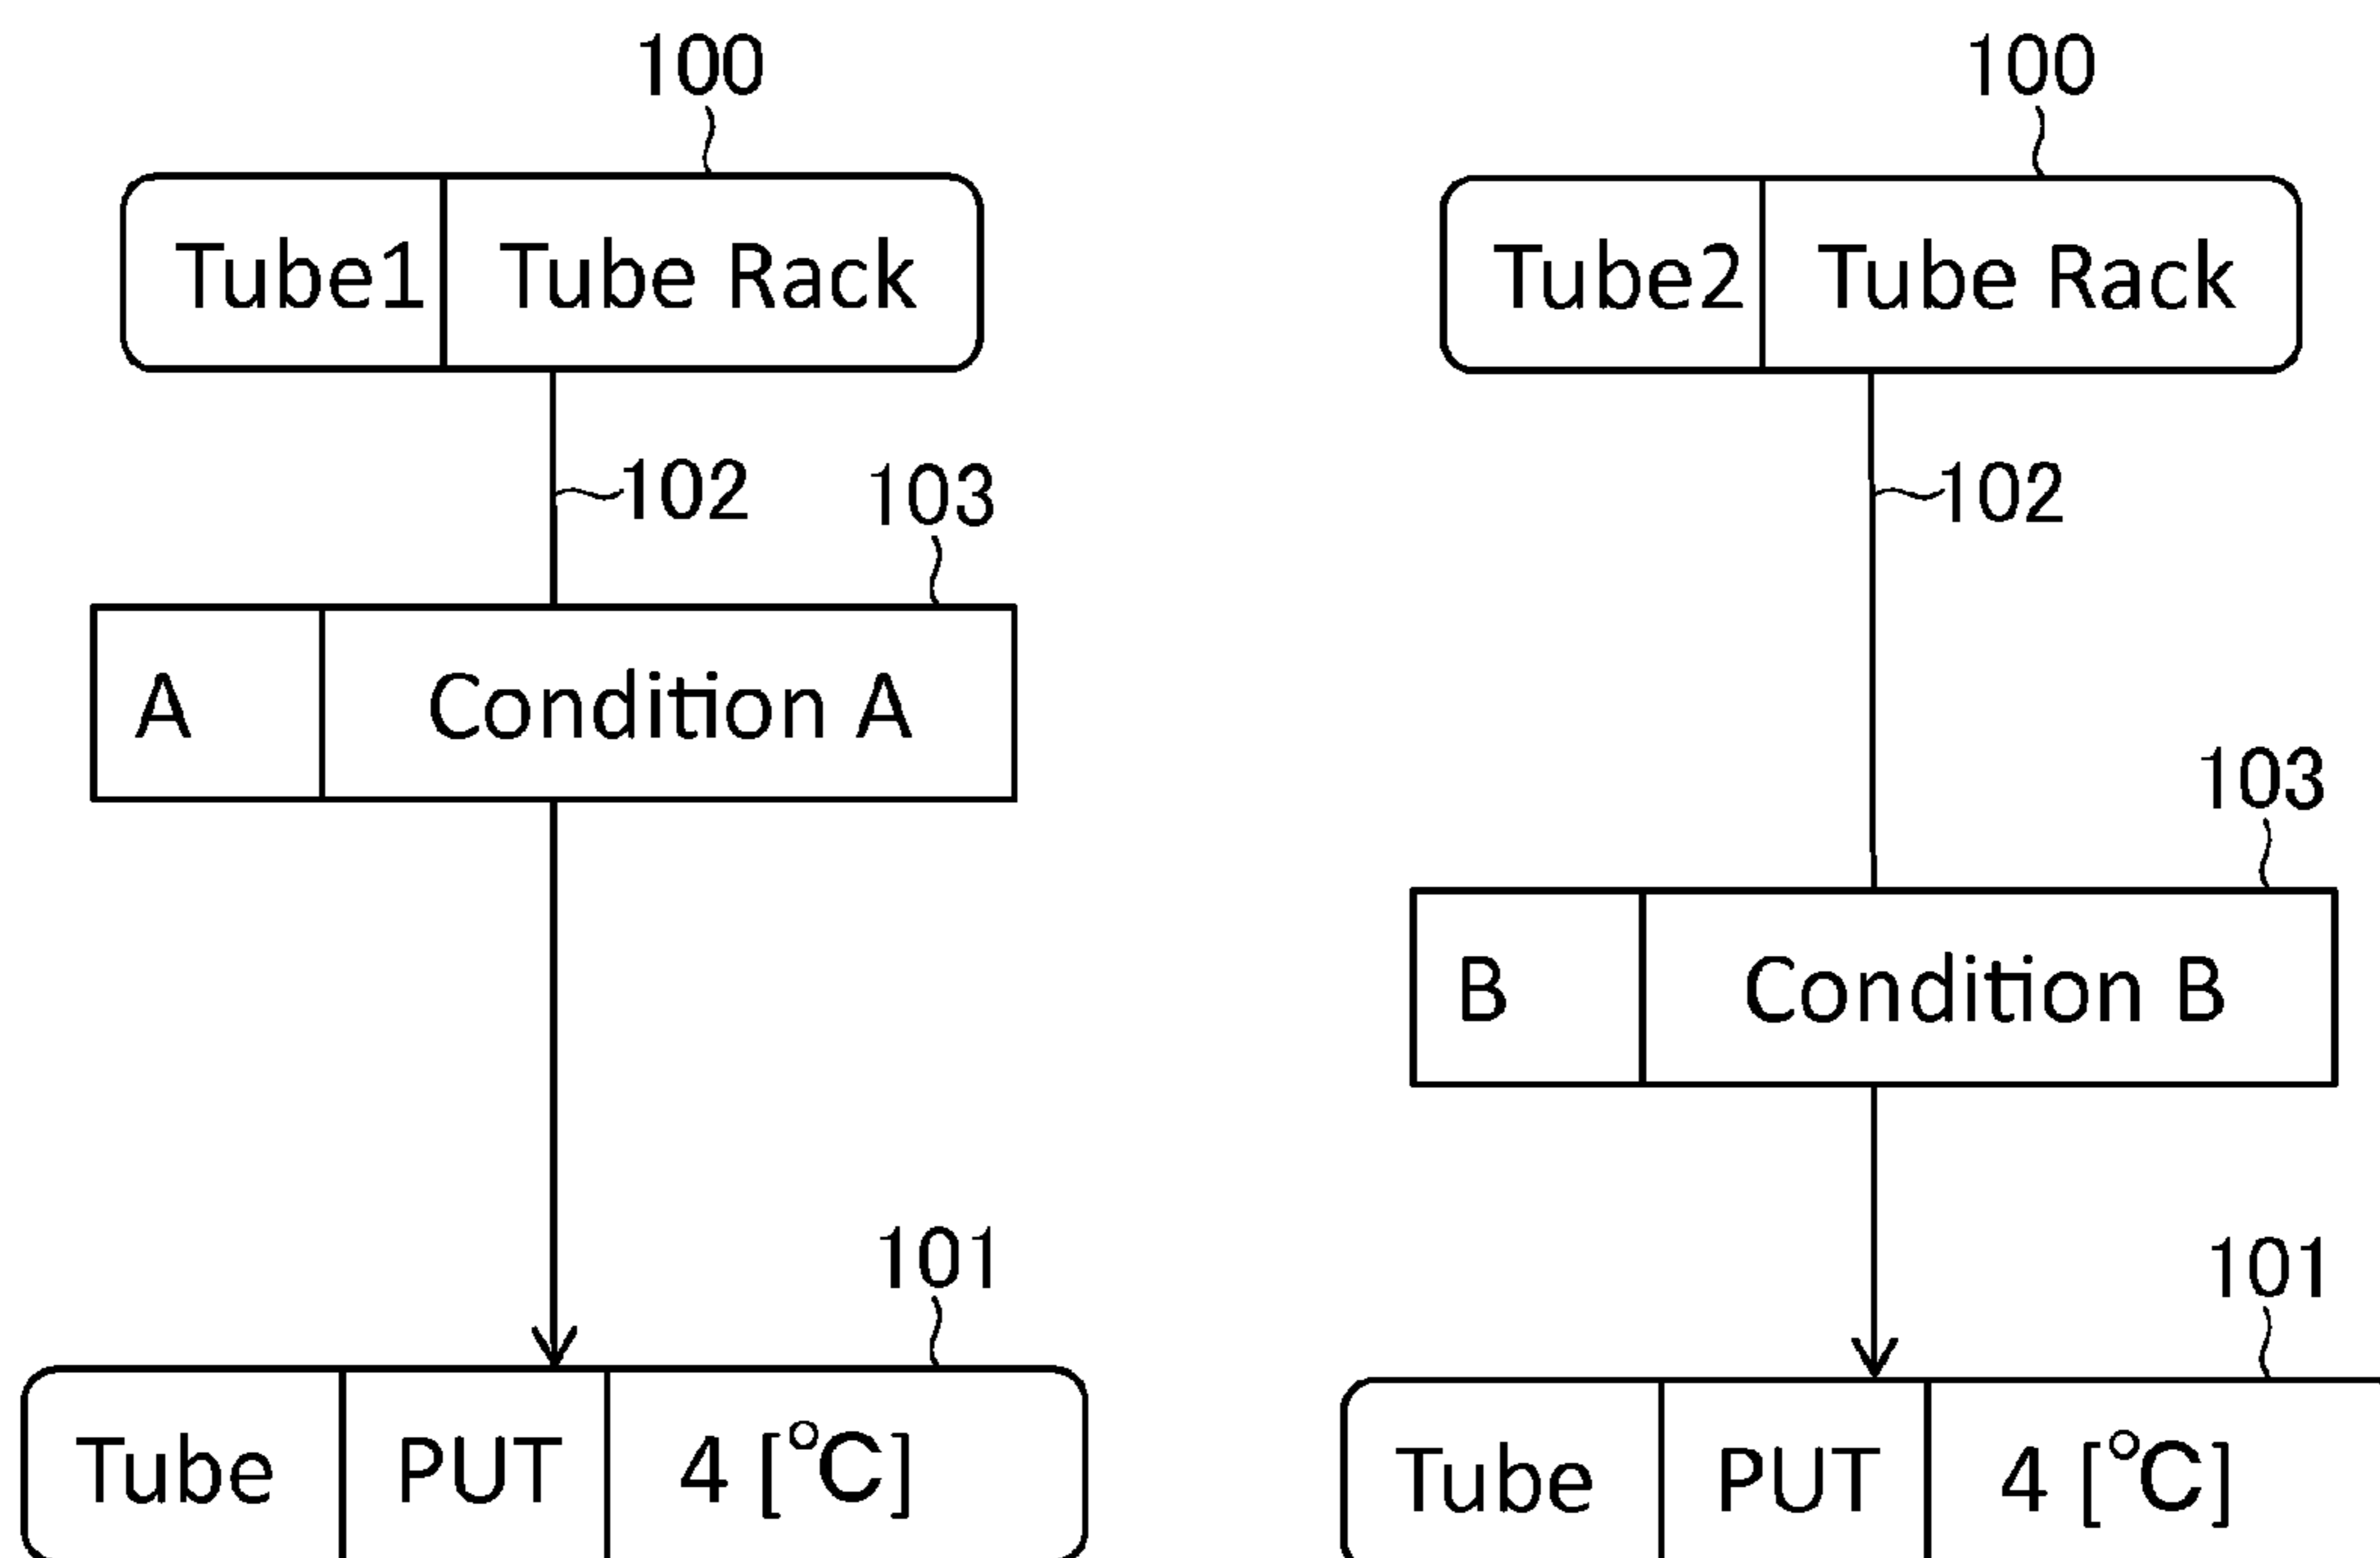 100
Tube1 Tube Rack
102
103
A Condition A
101
Tube PUT 4 [℃]
100
Tube2 Tube Rack
102
103
B Condition B
101
Tube PUT 4 [℃]